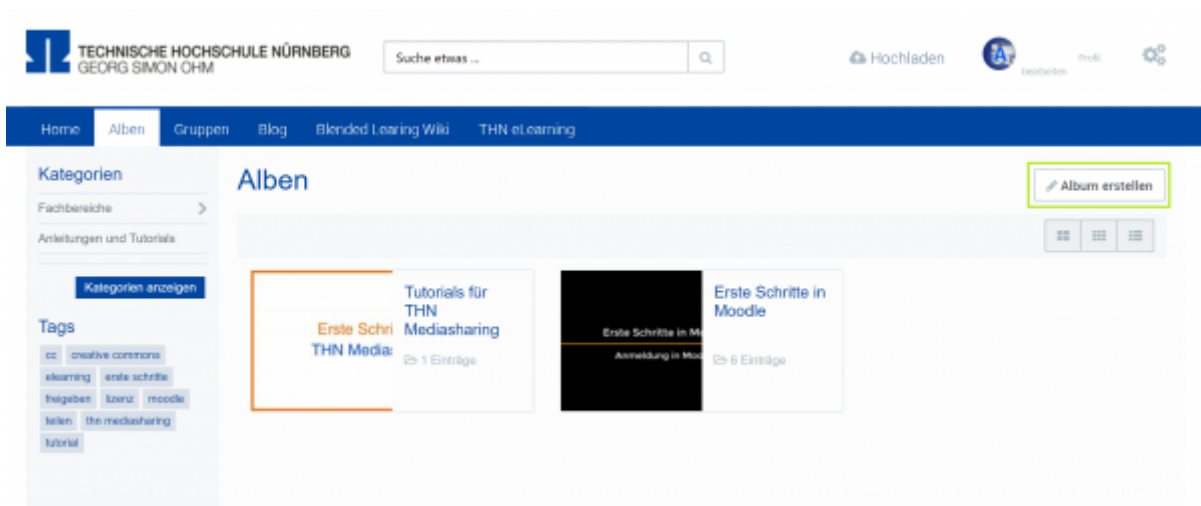 TECHNISCHE HOCHSCHULE NÜRNBERG
GEORG SIMON OHM
Suche etwas ...
Hochladen
Profil
bearbeiten
Home Alben Gruppen Blog Blended Learing Wiki THN eLearning
Kategorien
Fachbereiche
Anleitungen und Tutorials
Kategorien anzeigen
Tags
cc creative commons
elearning erste schritte
freigeben lizenz moodle
teilen thn mediasharing
tutorial
Alben
Album erstellen
Erste Schri
THN Media
Tutorials für
THN
Mediasharing
1 Einträge
Erste Schritte in Mo
Anmeldung in Mood
Erste Schritte in
Moodle
6 Einträge